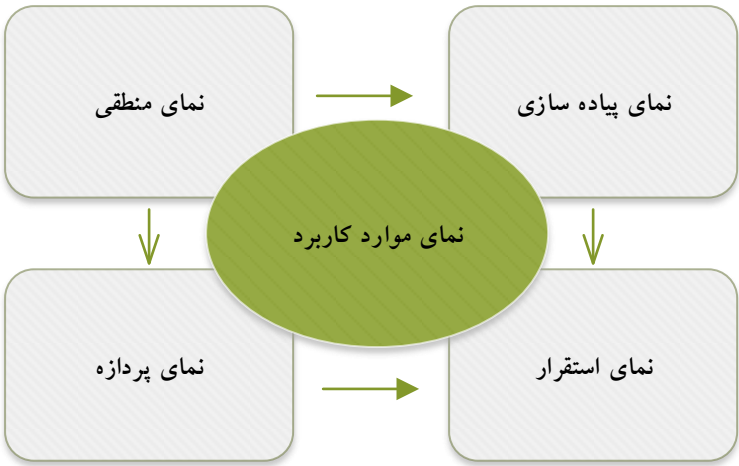 نمای پیاده سازی
نمای منطقی
نمای موارد کاربرد
نمای استقرار
نمای پردازه